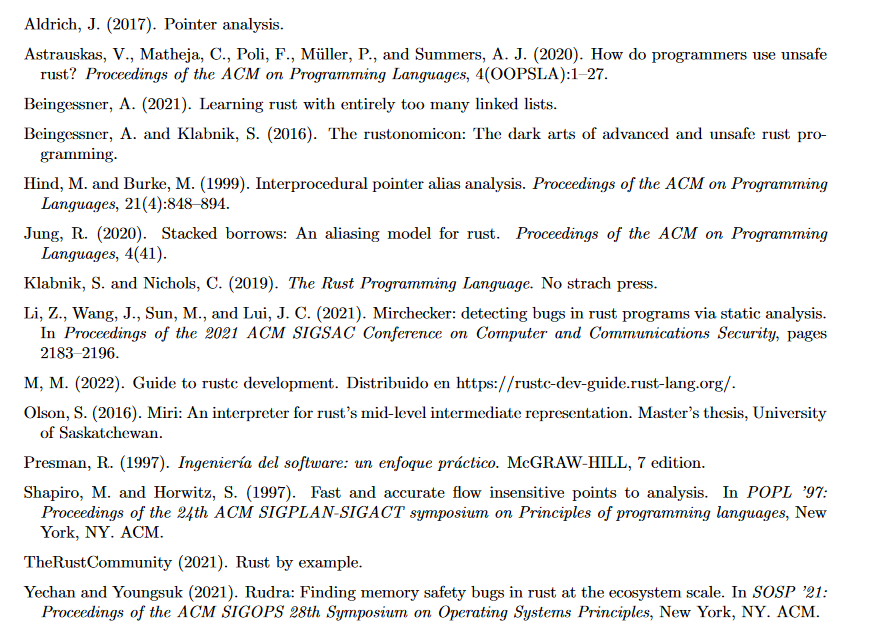 Aldrich, J. (2017). Pointer analysis.
Astrauskas, V., Matheja, C., Poli, F., Müller, P., and Summers, A. J. (2020). How do programmers use unsafe
rust? Proceedings of the ACM on Programming Languages, 4(OOPSLA):1–27.
Beingessner, A. (2021). Learning rust with entirely too many linked lists.
Beingessner, A. and Klabnik, S. (2016). The rustonomicon: The dark arts of advanced and unsafe rust pro-
gramming.
Hind, M. and Burke, M. (1999). Interprocedural pointer alias analysis. Proceedings of the ACM on Programming
Languages, 21(4):848–894.
Jung, R. (2020). Stacked borrows: An aliasing model for rust. Proceedings of the ACM on Programming
Languages, 4(41).
Klabnik, S. and Nichols, C. (2019). The Rust Programming Language. No strach press.
Li, Z., Wang, J., Sun, M., and Lui, J. C. (2021). Mirchecker: detecting bugs in rust programs via static analysis.
In Proceedings of the 2021 ACM SIGSAC Conference on Computer and Communications Security, pages
2183–2196.
M, M. (2022). Guide to rustc development. Distribuido en https://rustc-dev-guide.rust-lang.org/.
Olson, S. (2016). Miri: An interpreter for rust's mid-level intermediate representation. Master's thesis, University
of Saskatchewan.
Presman, R. (1997). Ingeniería del software: un enfoque práctico. McGRAW-HILL, 7 edition.
Shapiro, M. and Horwitz, S. (1997). Fast and accurate flow insensitive points to analysis. In POPL '97:
Proceedings of the 24th ACM SIGPLAN-SIGACT symposium on Principles of programming languages, New
York, NY. ACM.
TheRustCommunity (2021). Rust by example.
Yechan and Youngsuk (2021). Rudra: Finding memory safety bugs in rust at the ecosystem scale. In SOSP '21:
Proceedings of the ACM SIGOPS 28th Symposium on Operating Systems Principles, New York, NY. ACM.